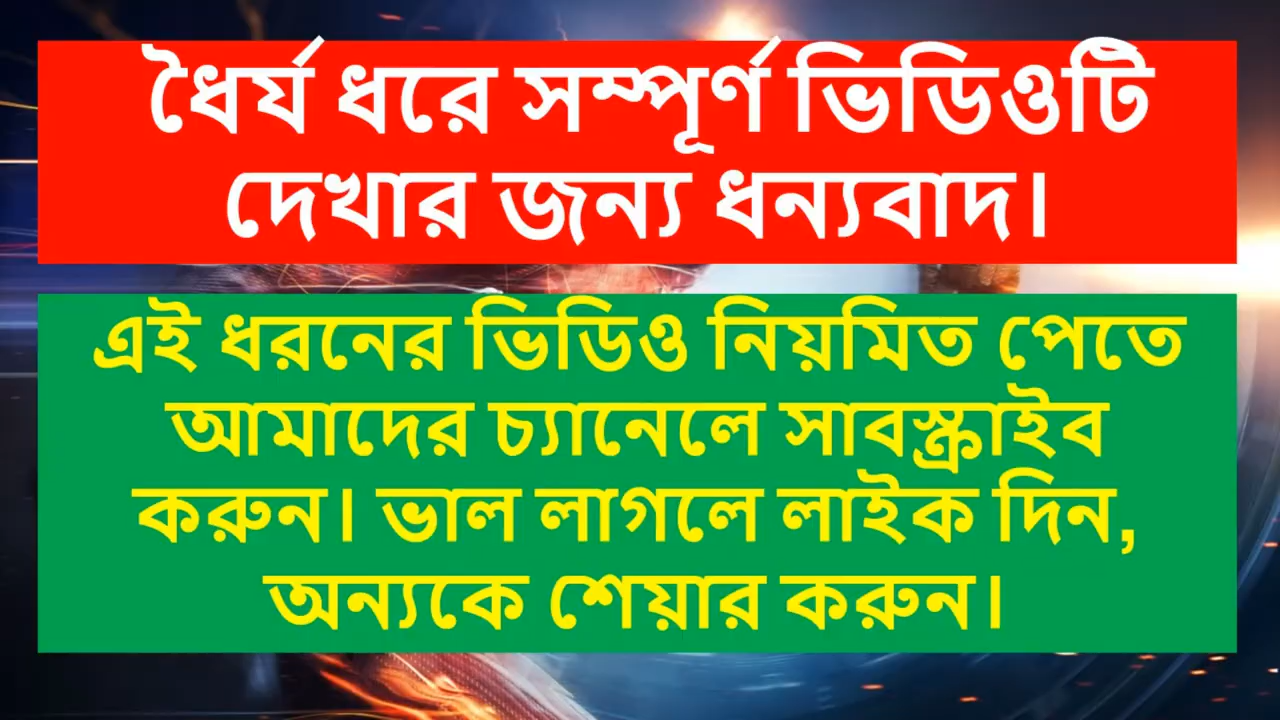 ধৈর্য ধরে সম্পূর্ণ ভিডিওটি
দেখার জন্য ধন্যবাদ।
এই ধরনের ভিডিও নিয়মিত পেতে
আমাদের চ্যানেলে সাবস্ক্রাইব
করুন। ভাল লাগলে লাইক দিন,
অন্যকে শেয়ার করুন।